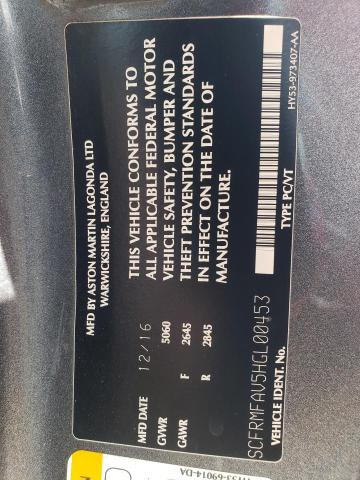 MFD BY ASTON MARTIN LAGONDA LTD
WARWICKSHIRE, ENGLAND
THIS VEHICLE CONFORMS TO
ALL APPLICABLE FEDERAL MOTOR
VEHICLE SAFETY, BUMPER AND
THEFT PREVENTION STANDARDS
IN EFFECT ON THE DATE OF
MANUFACTURE.
MFD DATE 12/16
GVWR 5060
GAWR F 2645
R 2845
SCFRMFAV5HGL00453
VEHICLE IDENT. No. TYPE PC/VT
HY53-973407-AA